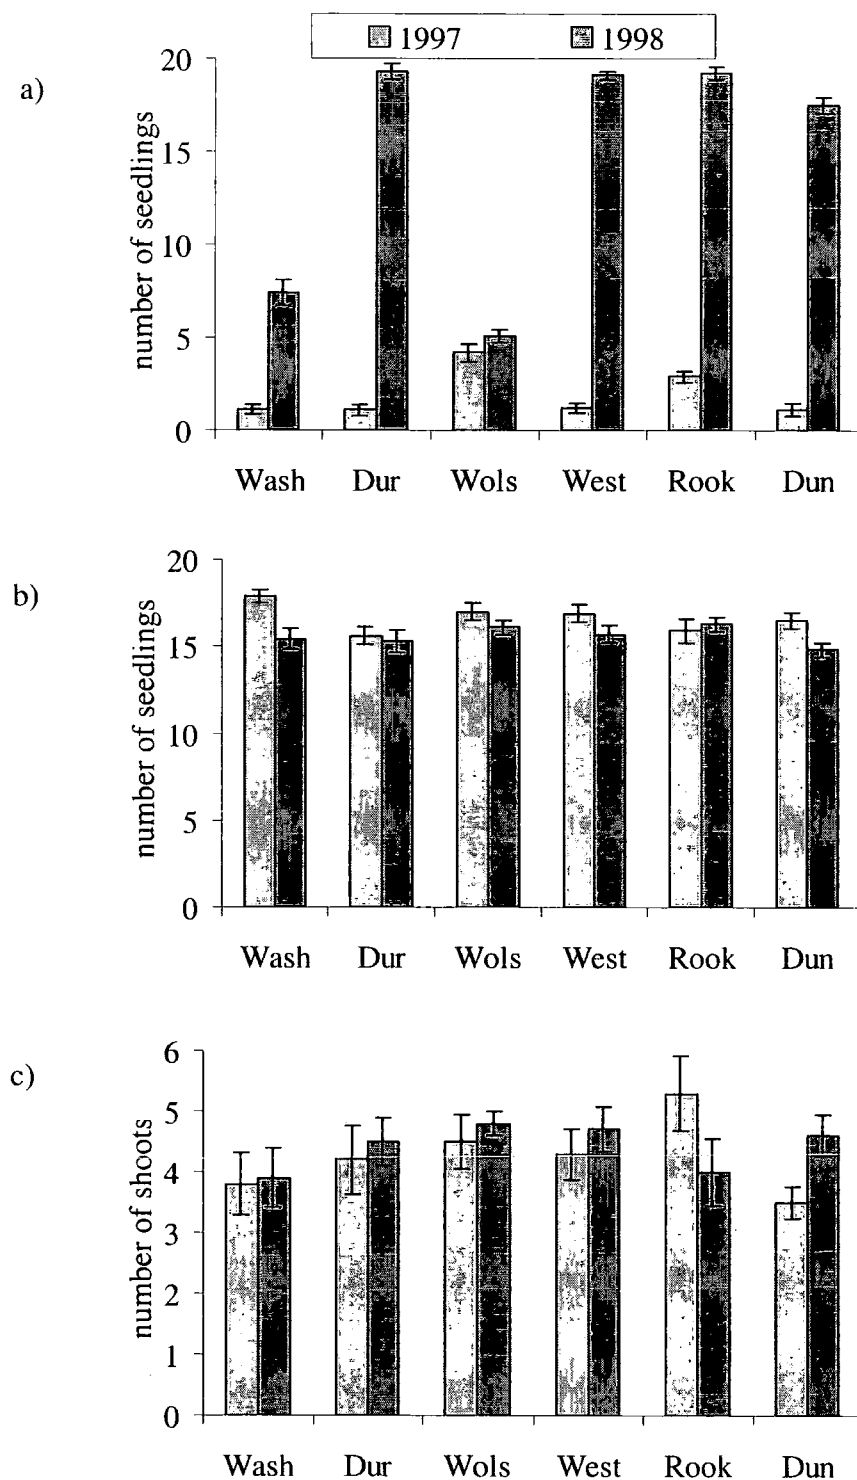 1997 1998
a)
number of seedlings
20
15
10
5
0
Wash Dur Wols West Rook Dun
b)
number of seedlings
20
15
10
5
0
Wash Dur Wols West Rook Dun
c)
number of shoots
6
5
4
3
2
1
0
Wash Dur Wols West Rook Dun